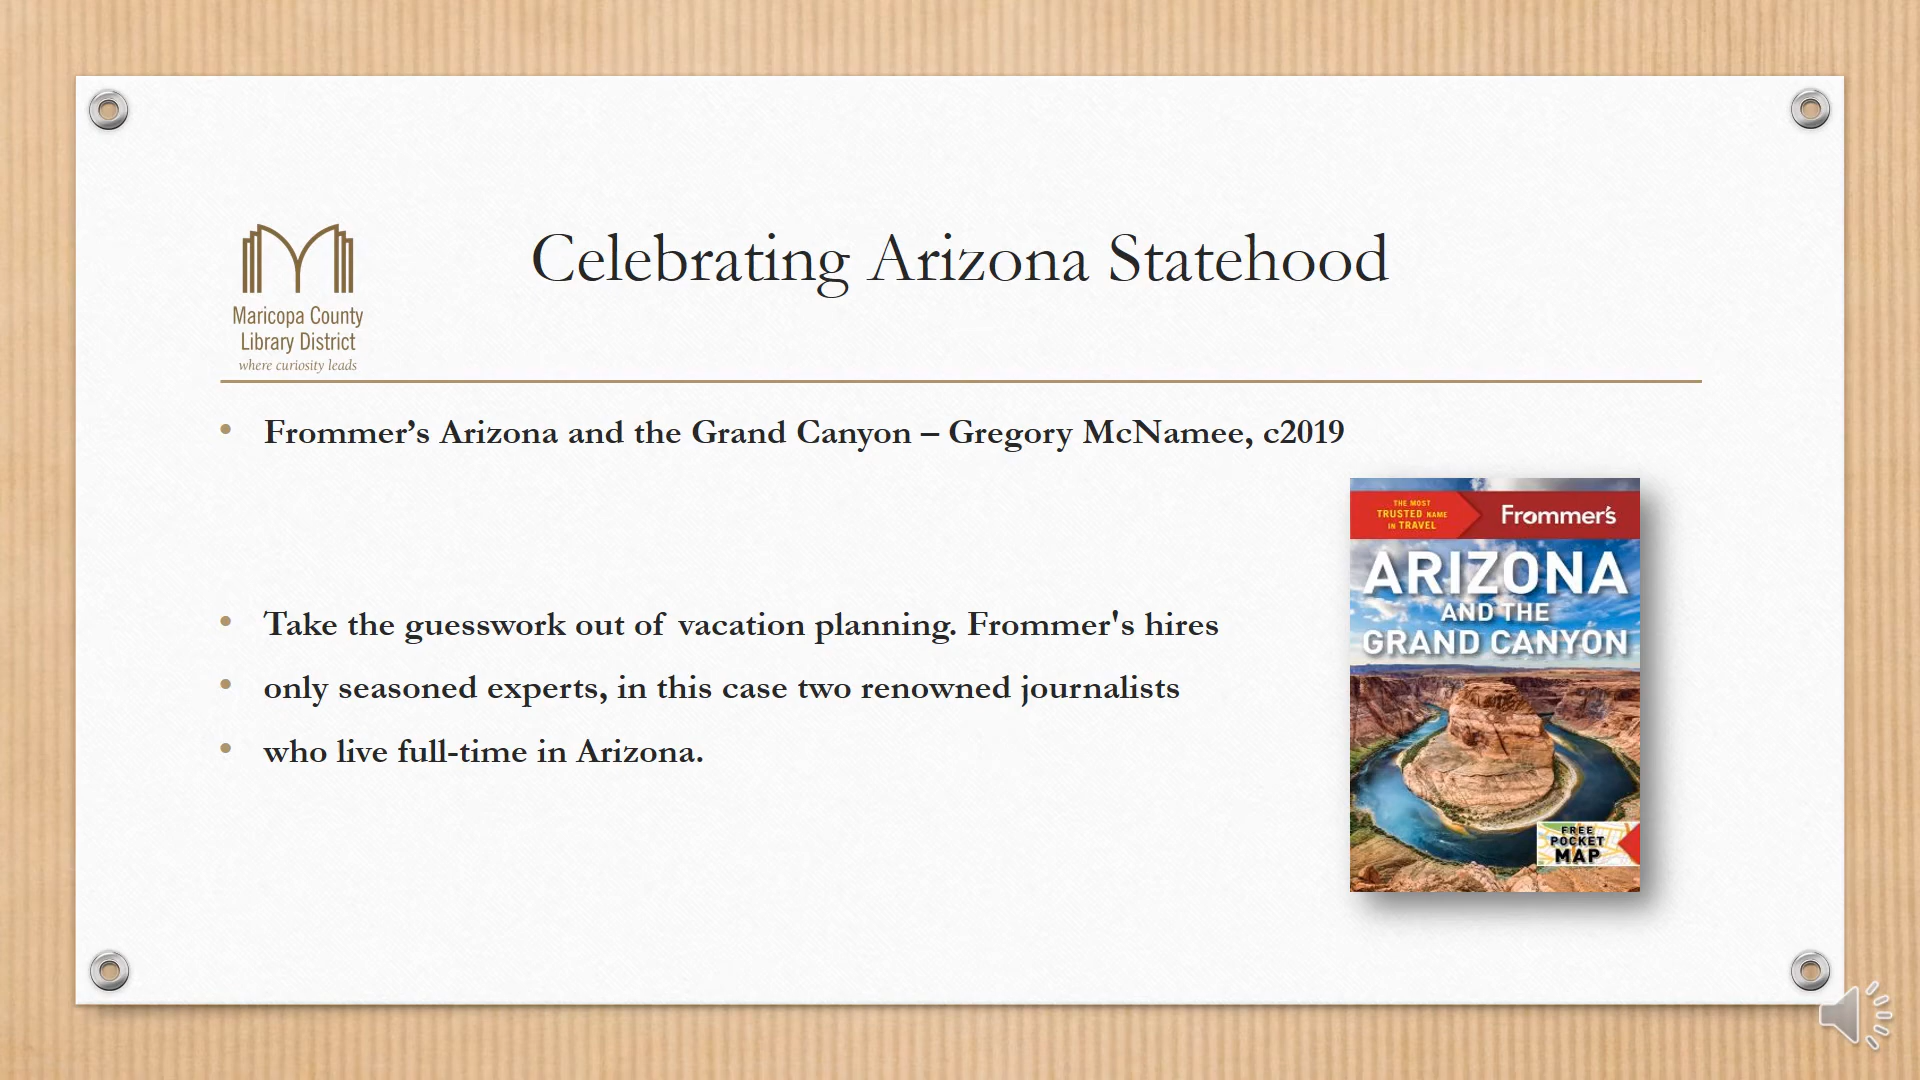 Celebrating Arizona Statehood
Maricopa County
Library District
where curiosity leads
• Frommer’s Arizona and the Grand Canyon – Gregory McNamee, c2019
• Take the guesswork out of vacation planning. Frommer's hires
• only seasoned experts, in this case two renowned journalists
• who live full-time in Arizona.
THE MOST
TRUSTED NAME
IN TRAVEL
Frommer's
ARIZONA
AND THE
GRAND CANYON
FREE
POCKET
MAP